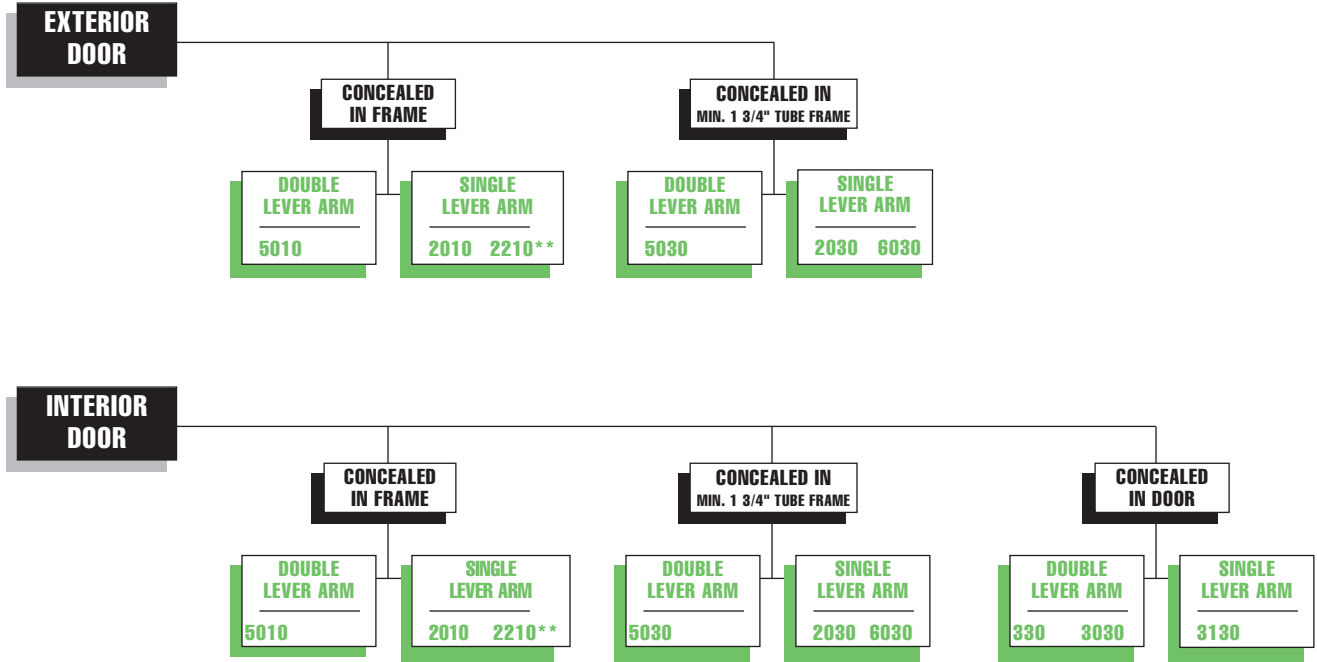 EXTERIOR
DOOR
CONCEALED
IN FRAME
CONCEALED IN
MIN. 1 3/4" TUBE FRAME
DOUBLE
LEVER ARM
5010
SINGLE
LEVER ARM
2010 2210**
DOUBLE
LEVER ARM
5030
SINGLE
LEVER ARM
2030 6030
INTERIOR
DOOR
CONCEALED
IN FRAME
CONCEALED IN
MIN. 1 3/4" TUBE FRAME
CONCEALED
IN DOOR
DOUBLE
LEVER ARM
5010
SINGLE
LEVER ARM
2010 2210**
DOUBLE
LEVER ARM
5030
SINGLE
LEVER ARM
2030 6030
DOUBLE
LEVER ARM
330 3030
SINGLE
LEVER ARM
3130